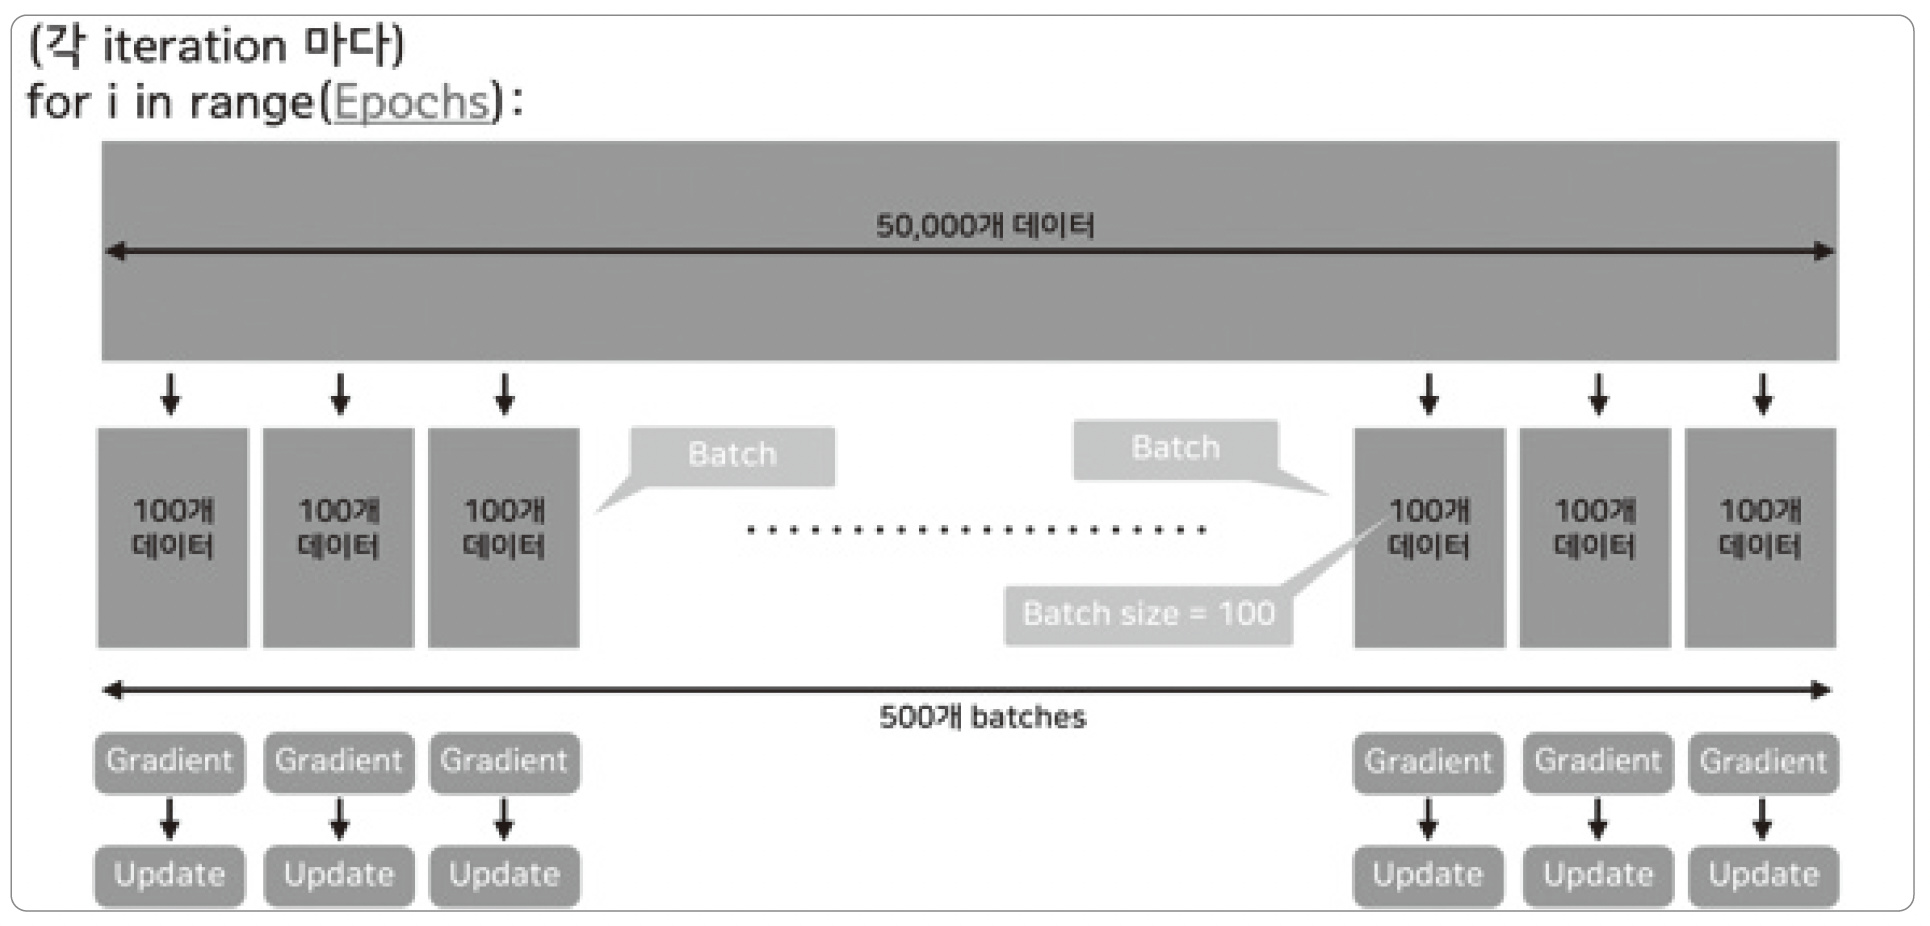 (각 iteration 마다)
for i in range(Epochs):
50,000개 데이터
Batch
Batch
100개
데이터
100개
데이터
100개
데이터
100개
데이터
100개
데이터
100개
데이터
Batch size = 100
500개 batches
Gradient
Gradient
Gradient
Gradient
Gradient
Gradient
Update
Update
Update
Update
Update
Update